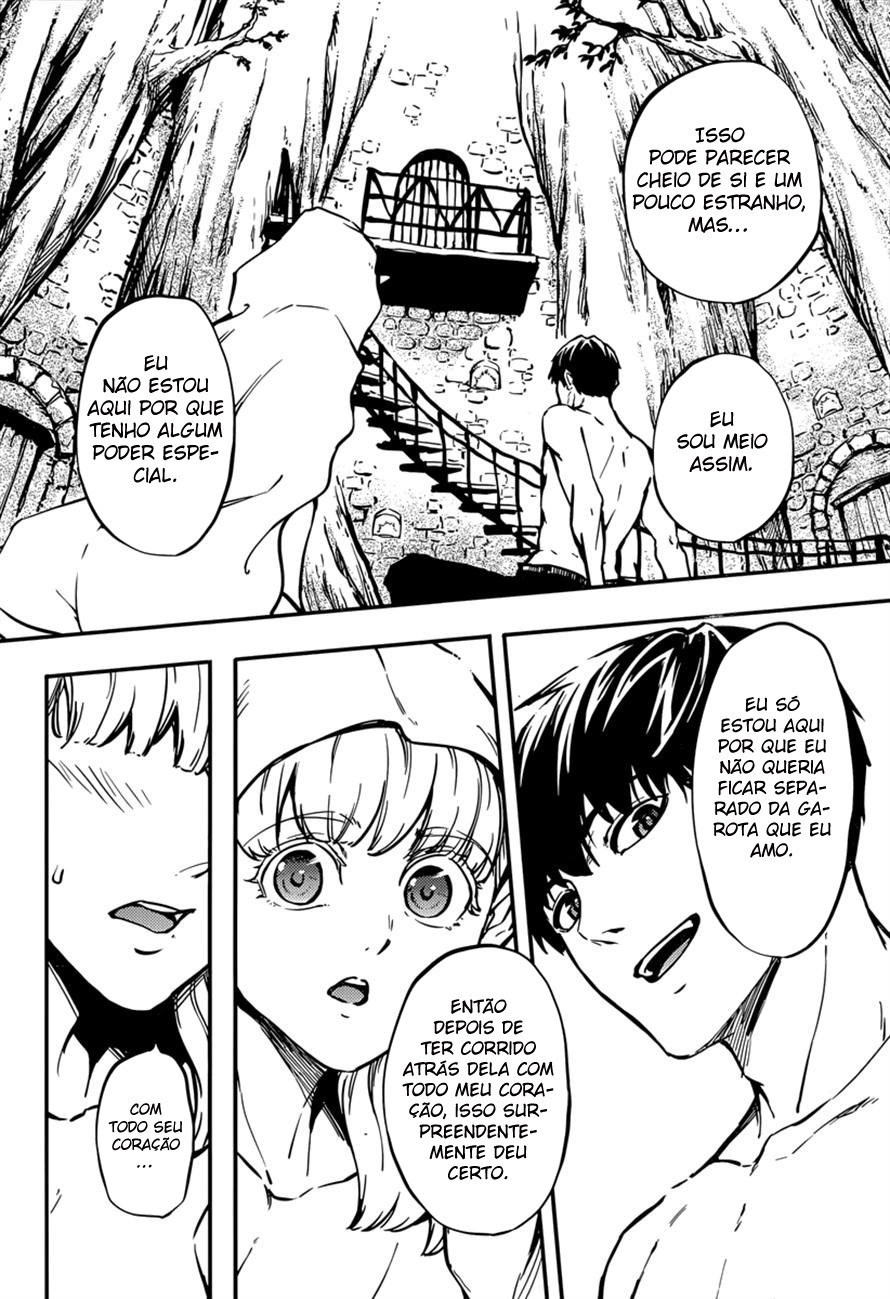 ISSO
PODE PARECER
CHEIO DE SI E UM
POUCO ESTRANHO,
MAS...
EU
SOU MEIO
ASSIM.
EU
NÃO ESTOU
AQUI POR QUE
TENHO ALGUM
PODER ESPE-
CIAL.
EU SÓ
ESTOU AQUI
POR QUE EU
NÃO QUERIA
FICAR SEPA-
RADO DA GA-
ROTA QUE EU
AMO.
ENTÃO
DEPOIS DE
TER CORRIDO
ATRÁS DELA COM
TODO MEU CORA-
ÇÃO, ISSO SUR-
PREENDENTE-
MENTE DEU
CERTO.
COM
TODO SEU
CORAÇÃO
...